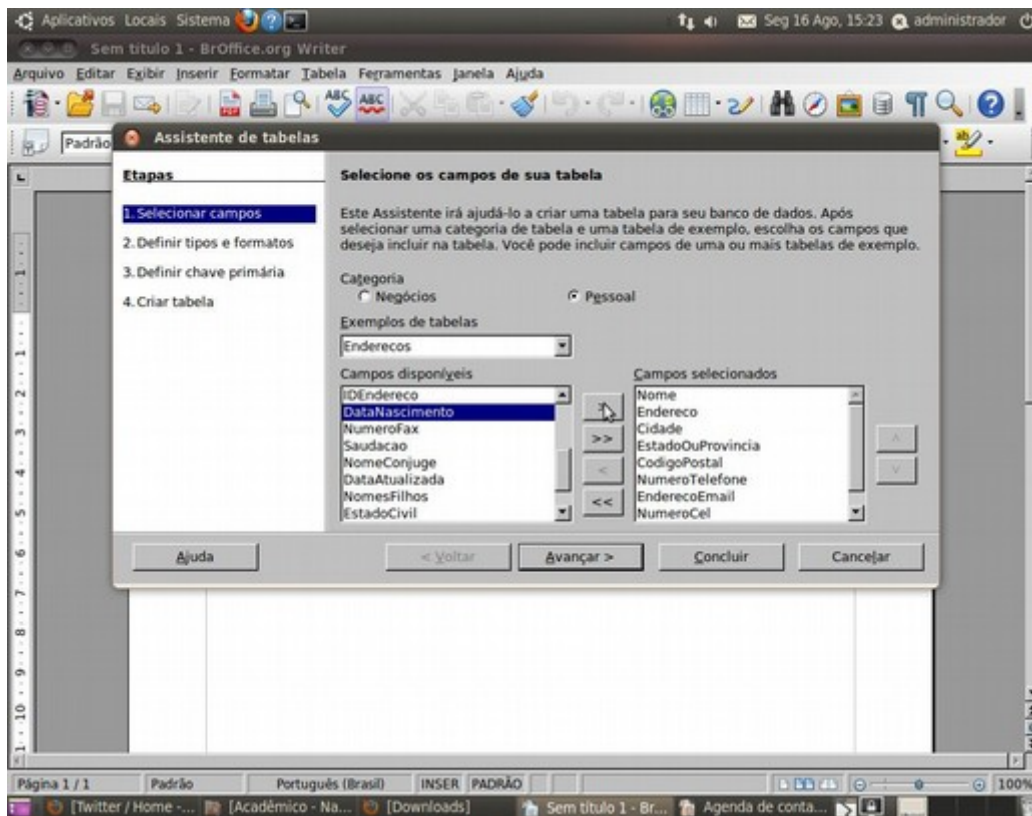 Aplicativos Locais Sistema
Seg 16 Ago, 15:23 administrador
Sem título 1 - BrOffice.org Writer
Arquivo Editar Exibir Inserir Formatar Tabela Ferramentas Janela Ajuda
Padrão
Assistente de tabelas
Etapas
1. Selecionar campos
2. Definir tipos e formatos
3. Definir chave primária
4. Criar tabela
Selecione os campos de sua tabela
Este Assistente irá ajudá-lo a criar uma tabela para seu banco de dados. Após
selecionar uma categoria de tabela e uma tabela de exemplo, escolha os campos que
deseja incluir na tabela. Você pode incluir campos de uma ou mais tabelas de exemplo.
Categoria
Negócios Pessoal
Exemplos de tabelas
Enderecos
Campos disponíveis
IDEndereco
DataNascimento
NumeroFax
Saudacao
NomeConjuge
DataAtualizada
NomesFilhos
EstadoCivil
>>
<
<<
Campos selecionados
Nome
Endereco
Cidade
EstadoOuProvincia
CodigoPostal
NumeroTelefone
EnderecoEmail
NumeroCel
Ajuda < Voltar Avançar > Concluir Cancelar
Página 1 / 1 Padrão Português (Brasil) INSER PADRÃO 100%
[Twitter / Home -... [Acadêmico - Na... [Downloads] Sem título 1 - Br... Agenda de conta...